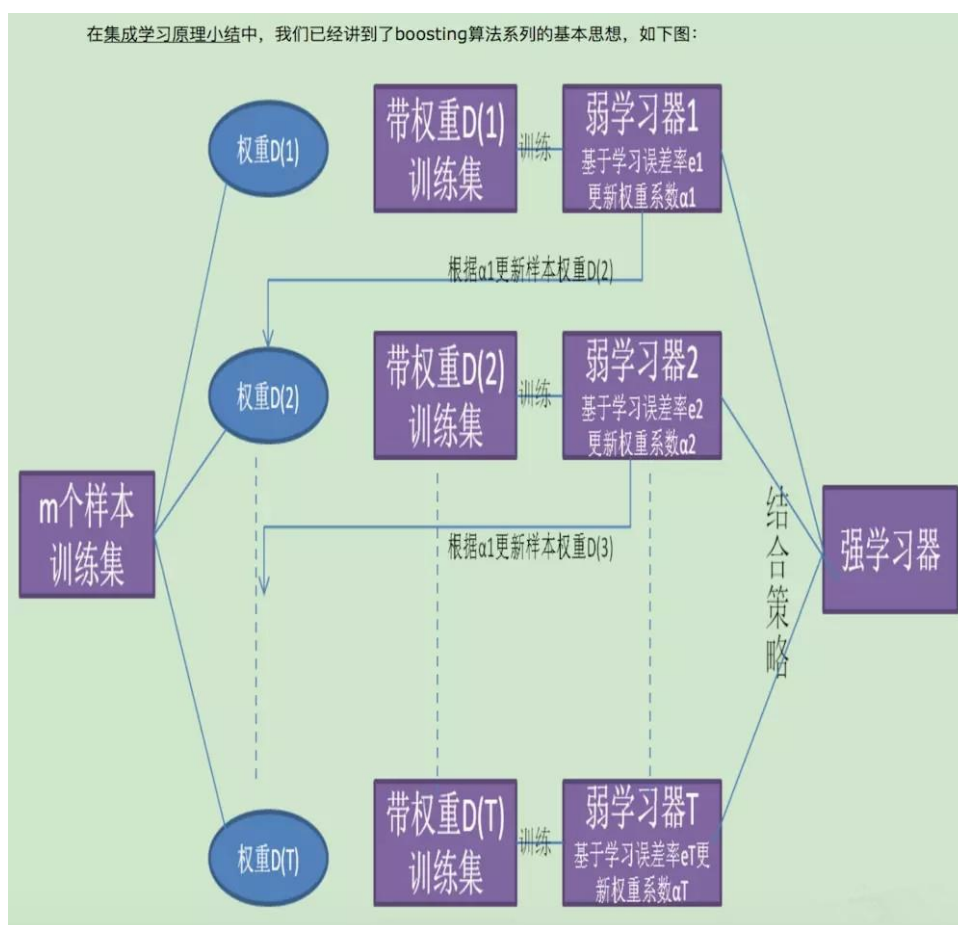 在集成学习原理小结中，我们已经讲到了boosting算法系列的基本思想，如下图：
权重D(1)
带权重D(1)
训练集
训练
弱学习器1
基于学习误差率e1
更新权重系数α1
根据α1更新样本权重D(2)
权重D(2)
带权重D(2)
训练集
训练
弱学习器2
基于学习误差率e2
更新权重系数α2
根据α1更新样本权重D(3)
m个样本
训练集
结合策略
强学习器
权重D(T)
带权重D(T)
训练集
训练
弱学习器T
基于学习误差率eT更
新权重系数αT